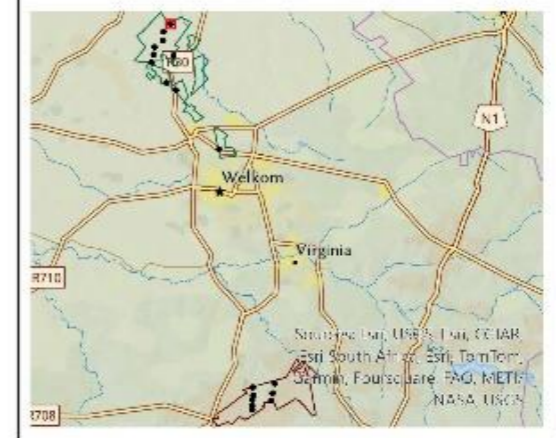 R30
N1
Welkom
Virginia
R710
Sources: Esri, USGS, Esri, CGIAR,
Esri South Africa, Esri, TomTom,
Garmin, Foursquare, FAO, METI/
NASA, USGS
R708